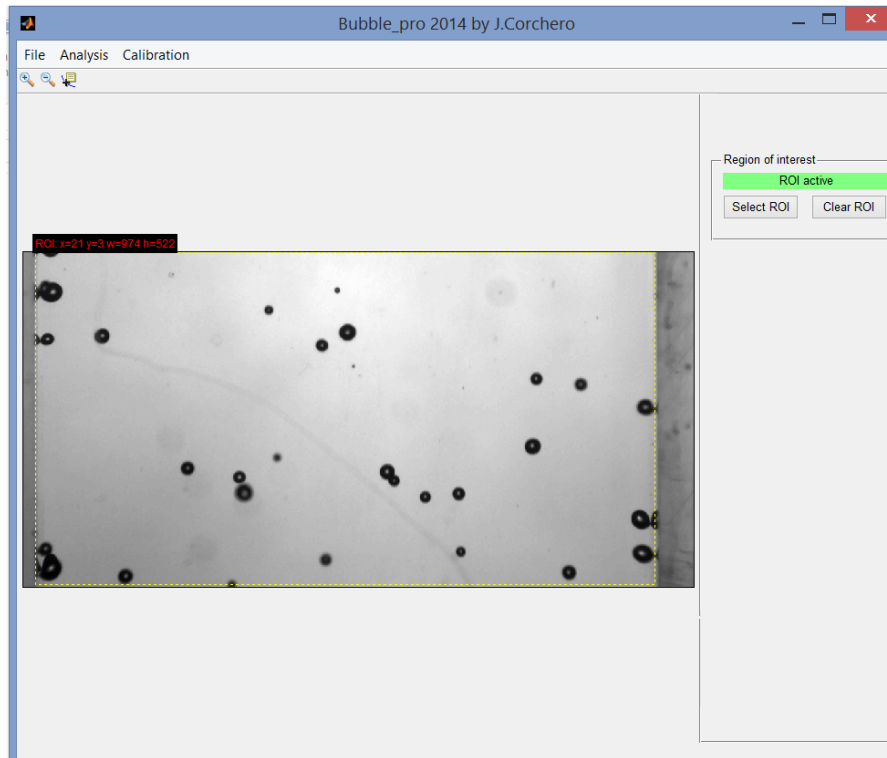 Bubble_pro 2014 by J.Corchero
File Analysis Calibration
Region of interest
ROI active
Select ROI Clear ROI
ROI: x=21 y=3 w=974 h=522